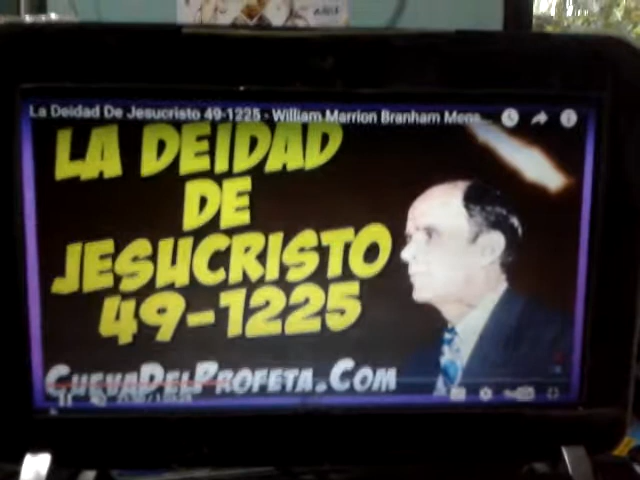 La Deidad De Jesucristo 49-1225 - William Marrion Branham Mens...
LA DEIDAD
DE
JESUCRISTO
49-1225
CUEVADELPROFETA.COM